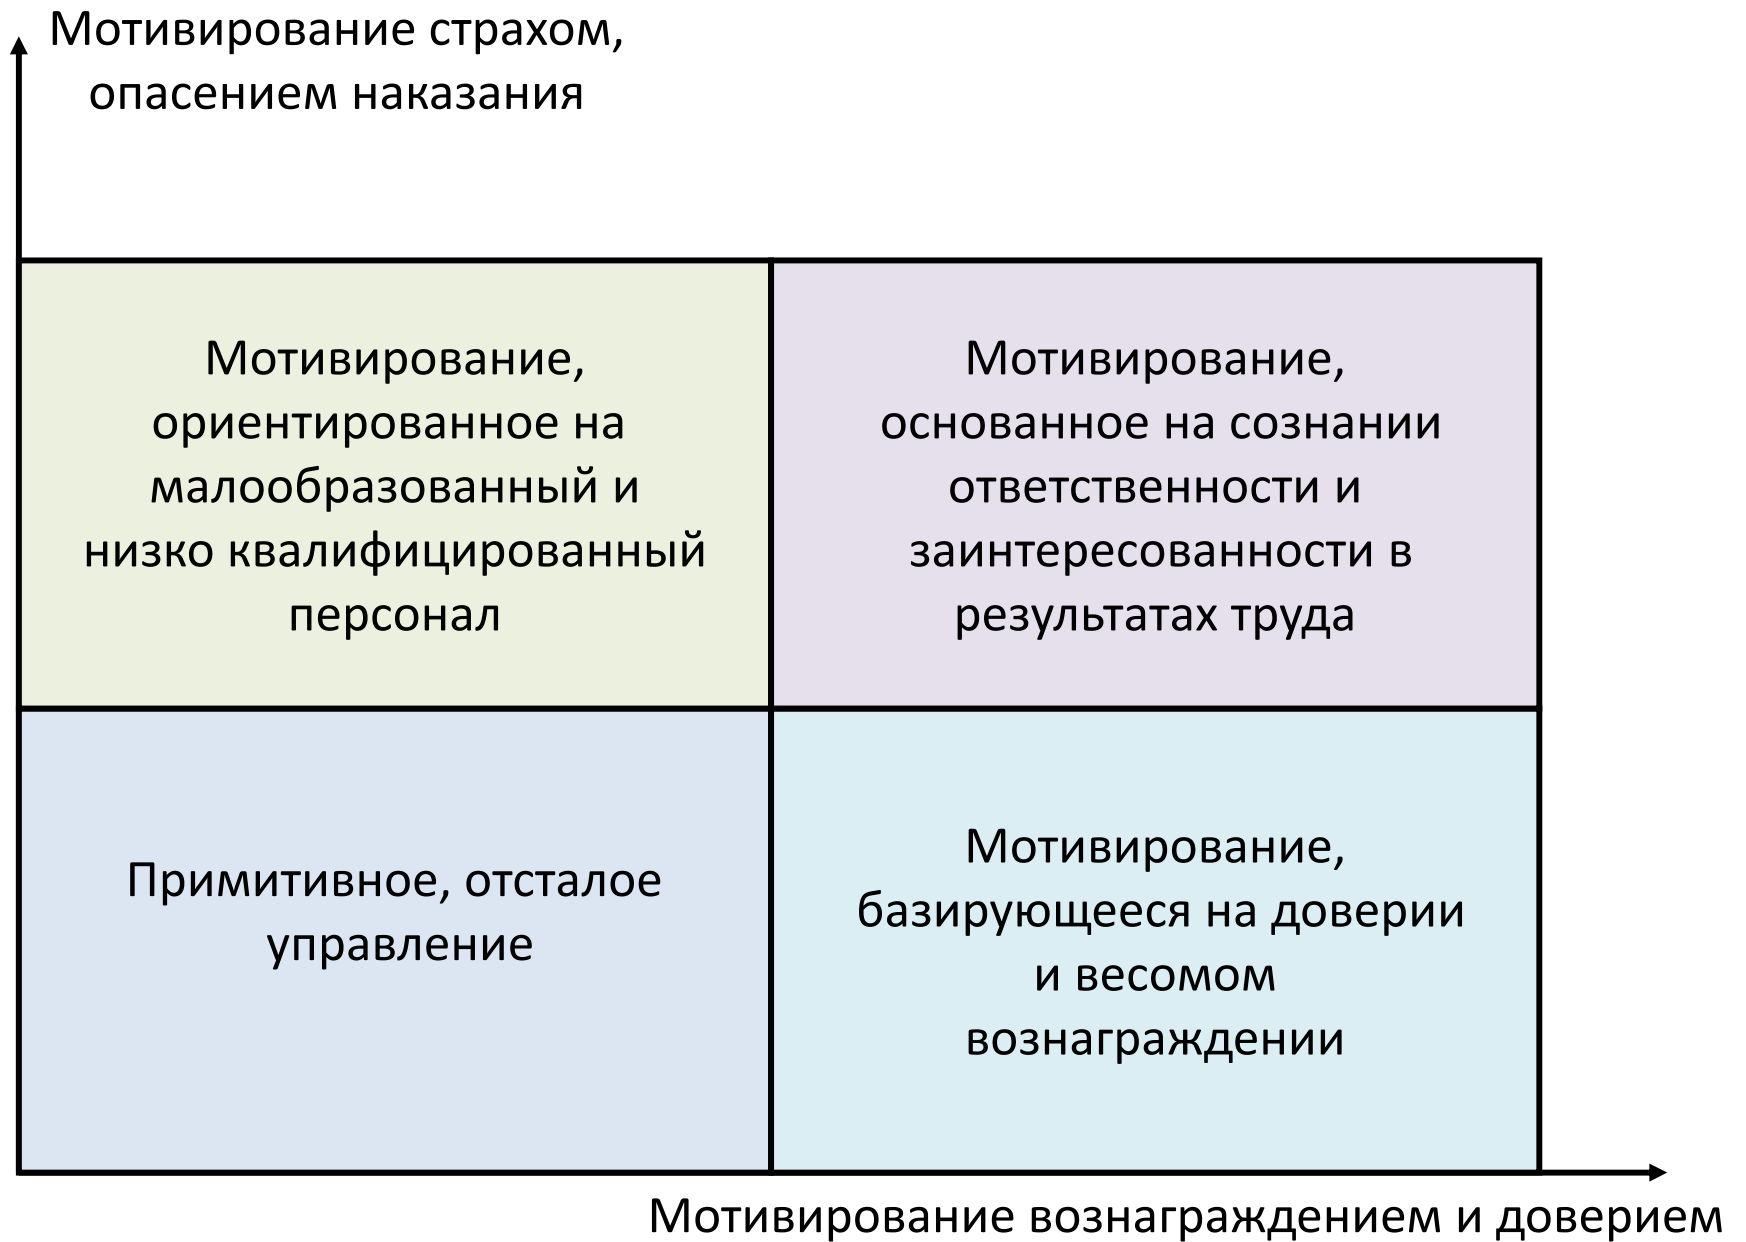 Мотивирование страхом,
опасением наказания
Мотивирование,
ориентированное на
малообразованный и
низко квалифицированный
персонал
Мотивирование,
основанное на сознании
ответственности и
заинтересованности в
результатах труда
Примитивное, отсталое
управление
Мотивирование,
базирующееся на доверии
и весомом
вознаграждении
Мотивирование вознаграждением и доверием